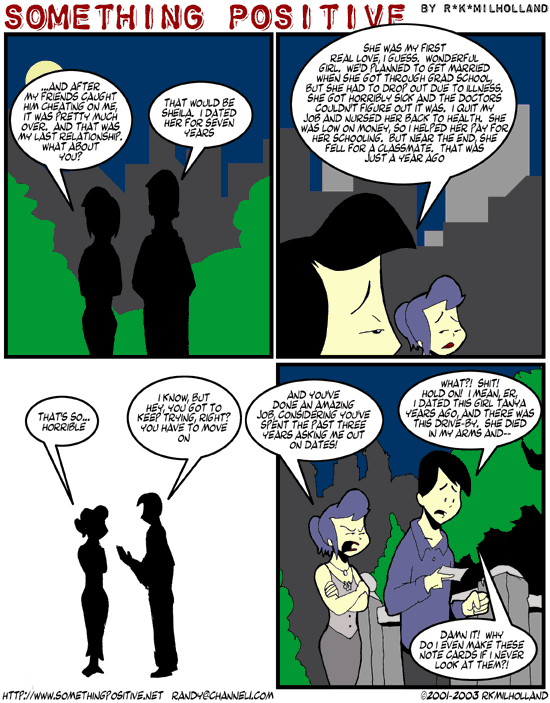 SOMETHING POSITIVE
BY R*K*MILHOLLAND
...AND AFTER
MY FRIENDS CAUGHT
HIM CHEATING ON ME,
IT WAS PRETTY MUCH
OVER. AND THAT WAS
MY LAST RELATIONSHIP.
WHAT ABOUT
YOU?
THAT WOULD BE
SHEILA. I DATED
HER FOR SEVEN
YEARS
SHE WAS MY FIRST
REAL LOVE, I GUESS. WONDERFUL
GIRL. WE'D PLANNED TO GET MARRIED
WHEN SHE GOT THROUGH GRAD SCHOOL,
BUT SHE HAD TO DROP OUT DUE TO ILLNESS.
SHE GOT HORRIBLY SICK AND THE DOCTORS
COULDN'T FIGURE OUT IT WAS. I QUIT MY
JOB AND NURSED HER BACK TO HEALTH. SHE
WAS LOW ON MONEY, SO I HELPED HER PAY FOR
HER SCHOOLING. BUT NEAR THE END, SHE
FELL FOR A CLASSMATE. THAT WAS
JUST A YEAR AGO
THAT'S SO...
HORRIBLE
I KNOW, BUT
HEY, YOU GOT TO
KEEP TRYING, RIGHT?
YOU HAVE TO MOVE
ON
AND YOU'VE
DONE AN AMAZING
JOB, CONSIDERING YOU'VE
SPENT THE PAST THREE
YEARS ASKING ME OUT
ON DATES!
WHAT?! SHIT!
HOLD ON! I MEAN, ER,
I DATED THIS GIRL TANYA
YEARS AGO, AND THERE WAS
THIS DRIVE-BY. SHE DIED
IN MY ARMS AND--
DAMN IT! WHY
DO I EVEN MAKE THESE
NOTE CARDS IF I NEVER
LOOK AT THEM?!
HTTP://WWW.SOMETHINGPOSITIVE.NET RANDY@CHANNEL1.COM
©2001-2003 RKMILHOLLAND